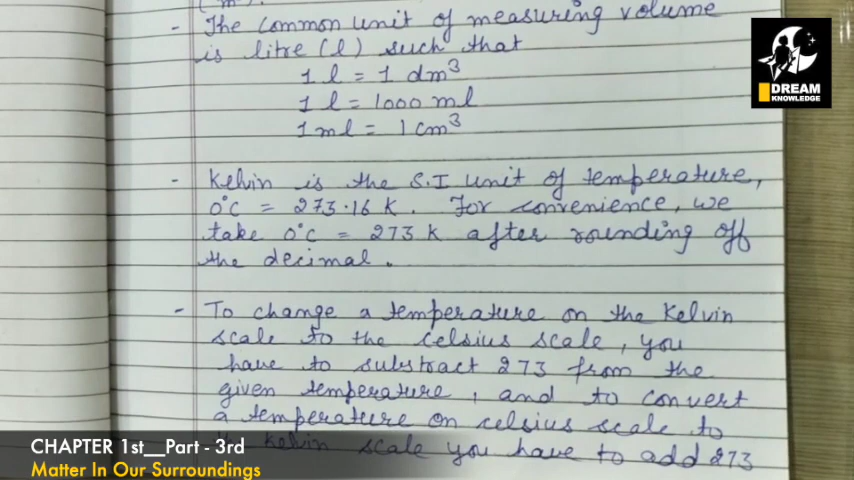 - The common unit of measuring volume
is litre (l) such that
1 l = 1 dm³
1 l = 1000 ml
1 ml = 1 cm³
- Kelvin is the S.I unit of temperature,
0°C = 273.16 K. For convenience, we
take 0°C = 273 K after rounding off
the decimal.
- To change a temperature on the Kelvin
scale to the celsius scale, you
have to substract 273 from the
given temperature, and to convert
a temperature on celsius scale to
the kelvin scale you have to add 273
DREAM
KNOWLEDGE
CHAPTER 1st__Part - 3rd
Matter In Our Surroundings